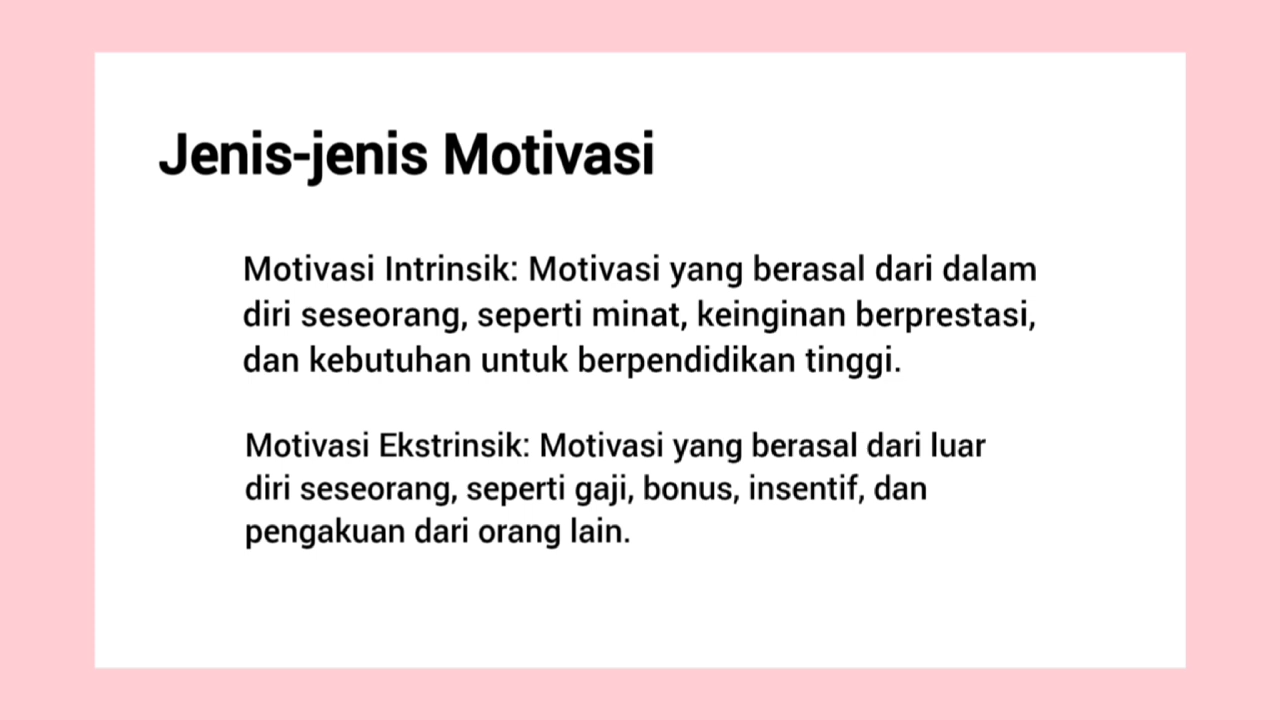 Jenis-jenis Motivasi
Motivasi Intrinsik: Motivasi yang berasal dari dalam
diri seseorang, seperti minat, keinginan berprestasi,
dan kebutuhan untuk berpendidikan tinggi.
Motivasi Ekstrinsik: Motivasi yang berasal dari luar
diri seseorang, seperti gaji, bonus, insentif, dan
pengakuan dari orang lain.